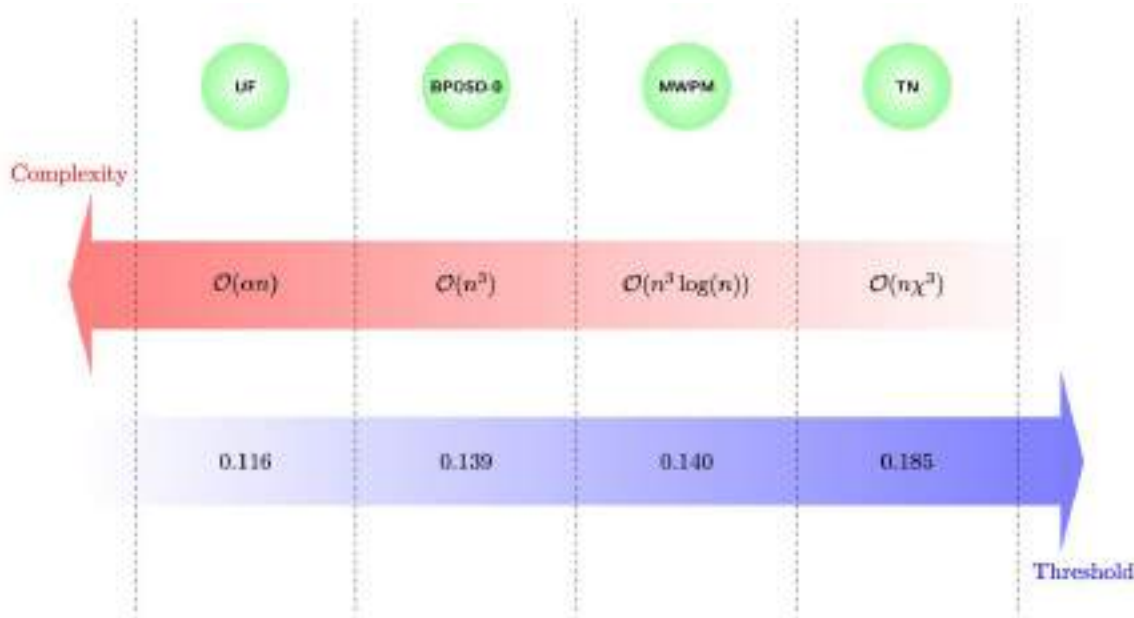 UF BPOSD-0 MWPM TN
Complexity
𝒪(αn) 𝒪(n³) 𝒪(n³ log(n)) 𝒪(nχ³)
0.116 0.139 0.140 0.185
Threshold